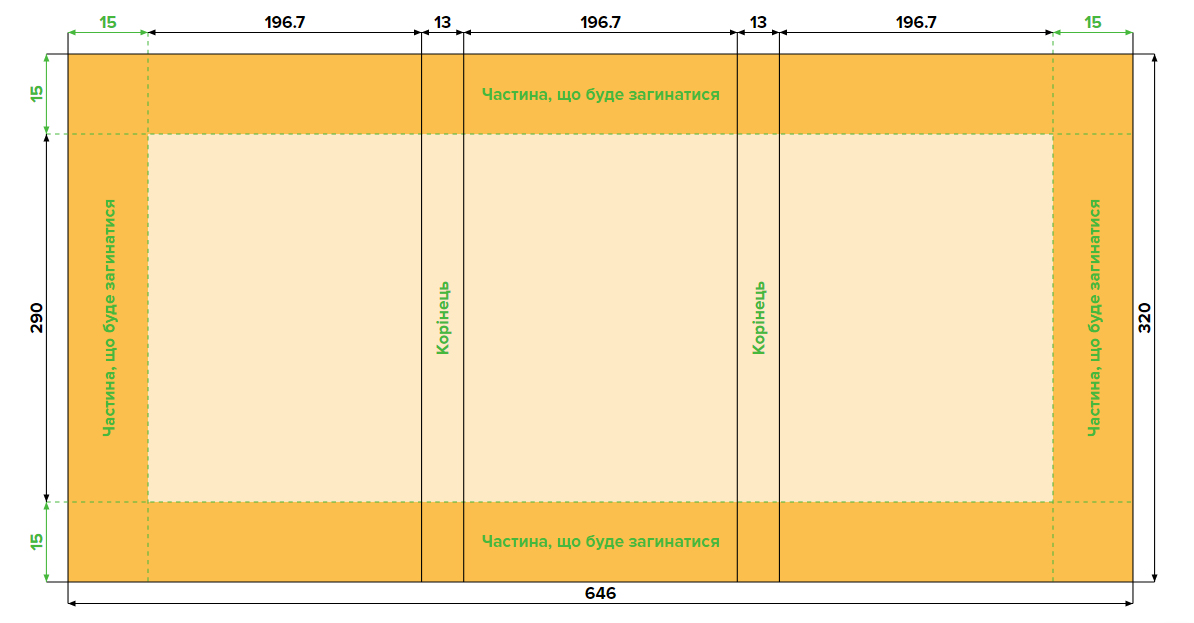 15 196.7 13 196.7 13 196.7 15
15
Частина, що буде загинатися
290
Частина, що буде загинатися
Корінець
Корінець
Частина, що буде загинатися
320
15
Частина, що буде загинатися
646